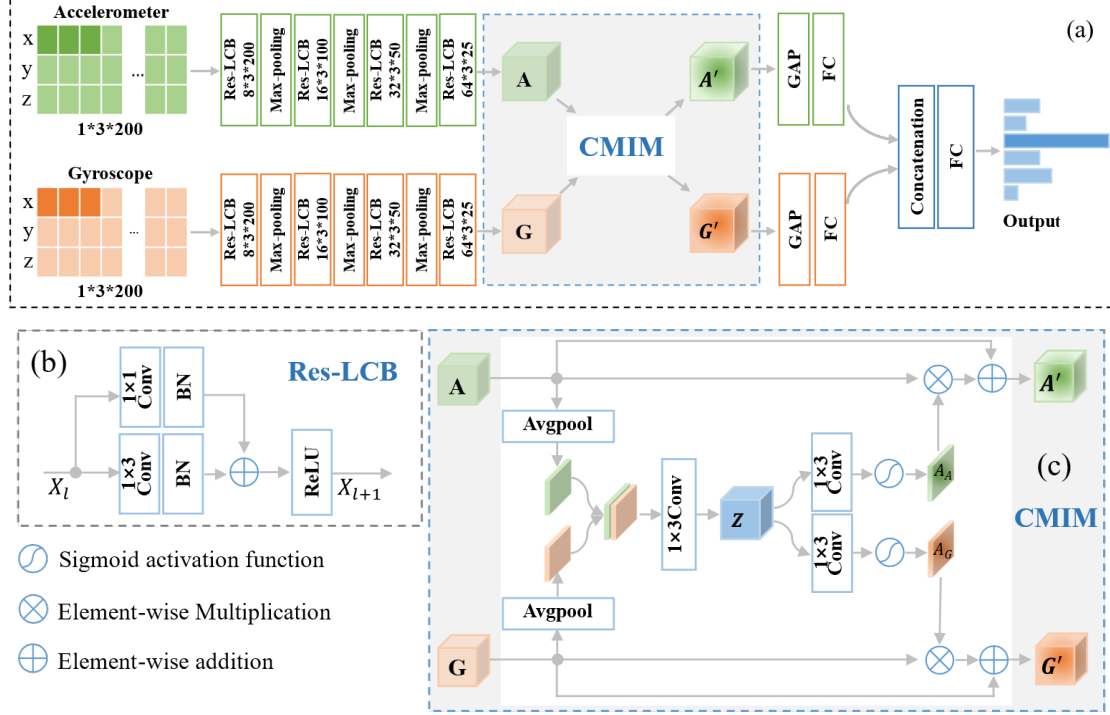 Accelerometer
(a)
x
y
z
...
1*3*200
Res-LCB
8*3*200
Max-pooling
Res-LCB
16*3*100
Max-pooling
Res-LCB
32*3*50
Max-pooling
Res-LCB
64*3*25
A
G
CMIM
A'
G'
GAP
FC
Concatenation
FC
Output
Gyroscope
x
y
z
...
1*3*200
Res-LCB
8*3*200
Max-pooling
Res-LCB
16*3*100
Max-pooling
Res-LCB
32*3*50
Max-pooling
Res-LCB
64*3*25
GAP
FC
(b)
Res-LCB
1×1
Conv
BN
1×3
Conv
BN
ReLU
X_l
X_{l+1}
Sigmoid activation function
Element-wise Multiplication
Element-wise addition
(c)
CMIM
A
Avgpool
1×3Conv
Z
1×3
Conv
1×3
Conv
A_A
A_G
A'
Avgpool
G
G'